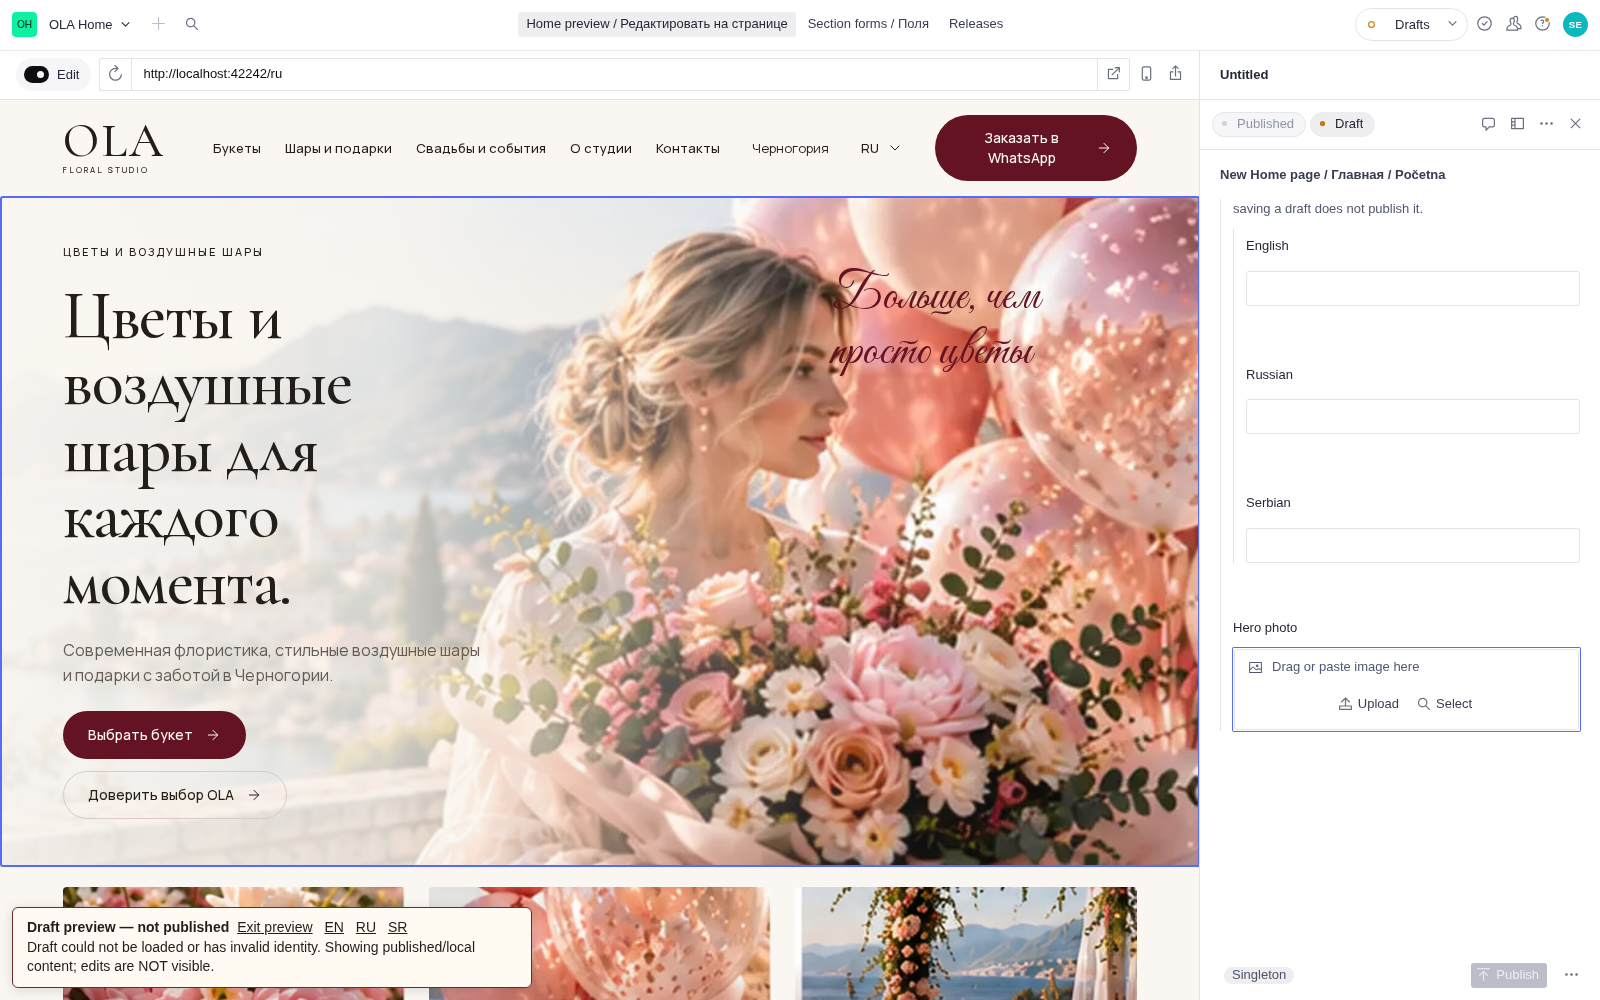 OH OLA Home
Home preview / Редактировать на странице Section forms / Поля Releases
Drafts
SE
Edit
http://localhost:42242/ru
Untitled
Published Draft
OLA
FLORAL STUDIO
Букеты Шары и подарки Свадьбы и события О студии Контакты Черногория RU
Заказать в
WhatsApp
ЦВЕТЫ И ВОЗДУШНЫЕ ШАРЫ
Цветы и
воздушные
шары для
каждого
момента.
Больше, чем
просто цветы
Современная флористика, стильные воздушные шары
и подарки с заботой в Черногории.
Выбрать букет
Доверить выбор OLA
Draft preview — not published Exit preview EN RU SR
Draft could not be loaded or has invalid identity. Showing published/local
content; edits are NOT visible.
New Home page / Главная / Početna
saving a draft does not publish it.
English
Russian
Serbian
Hero photo
Drag or paste image here
Upload Select
Singleton
Publish